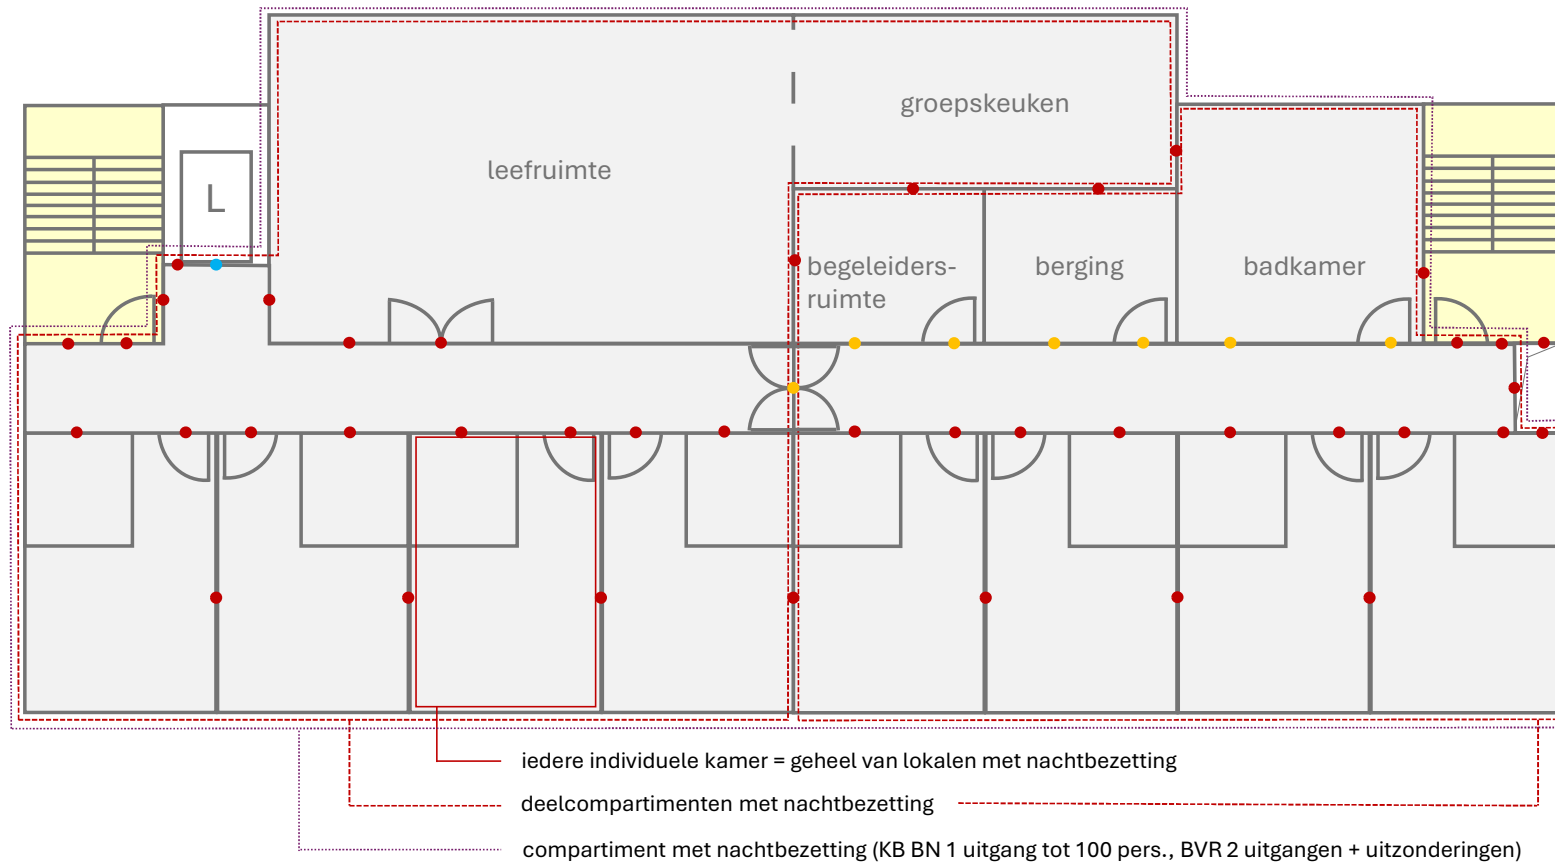 groepskeuken
leefruimte
L
begeleiders-
ruimte
berging
badkamer
iedere individuele kamer = geheel van lokalen met nachtbezetting
deelcompartimenten met nachtbezetting
compartiment met nachtbezetting (KB BN 1 uitgang tot 100 pers., BVR 2 uitgangen + uitzonderingen)